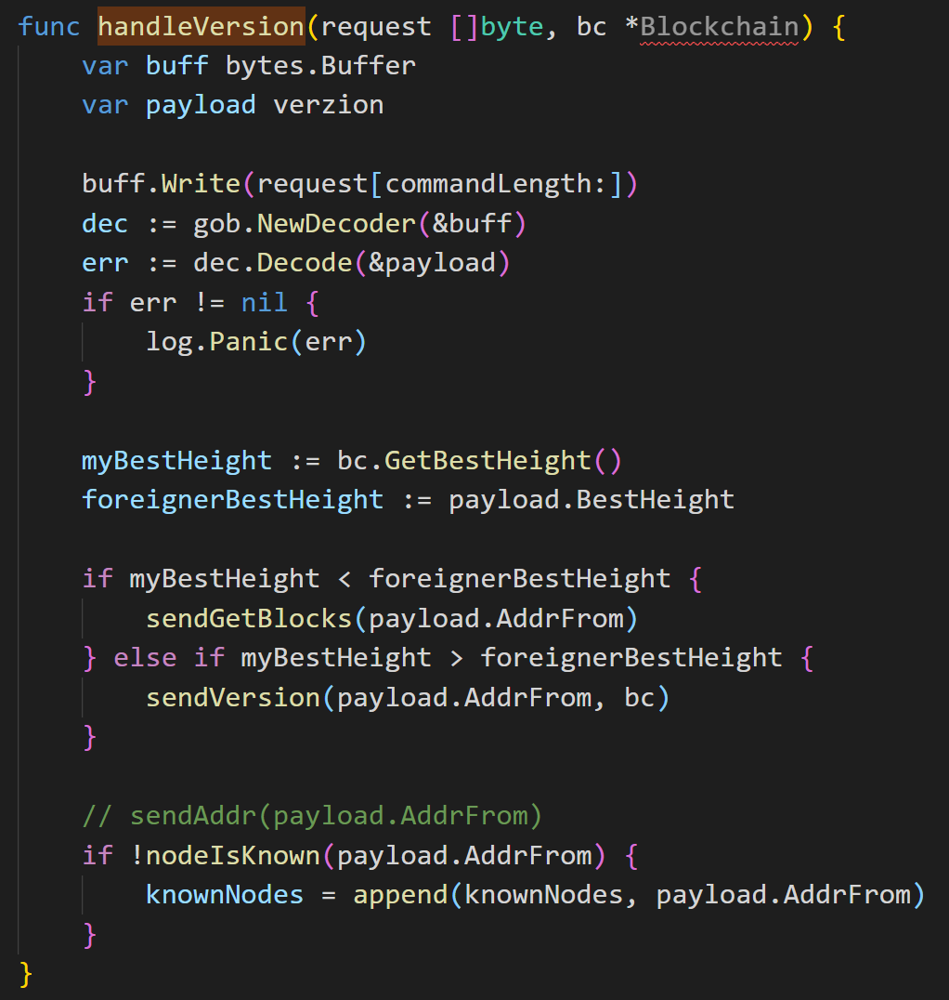 func handleVersion(request []byte, bc *Blockchain) {
    var buff bytes.Buffer
    var payload verzion

    buff.Write(request[commandLength:])
    dec := gob.NewDecoder(&buff)
    err := dec.Decode(&payload)
    if err != nil {
        log.Panic(err)
    }

    myBestHeight := bc.GetBestHeight()
    foreignerBestHeight := payload.BestHeight

    if myBestHeight < foreignerBestHeight {
        sendGetBlocks(payload.AddrFrom)
    } else if myBestHeight > foreignerBestHeight {
        sendVersion(payload.AddrFrom, bc)
    }

    // sendAddr(payload.AddrFrom)
    if !nodeIsKnown(payload.AddrFrom) {
        knownNodes = append(knownNodes, payload.AddrFrom)
    }
}